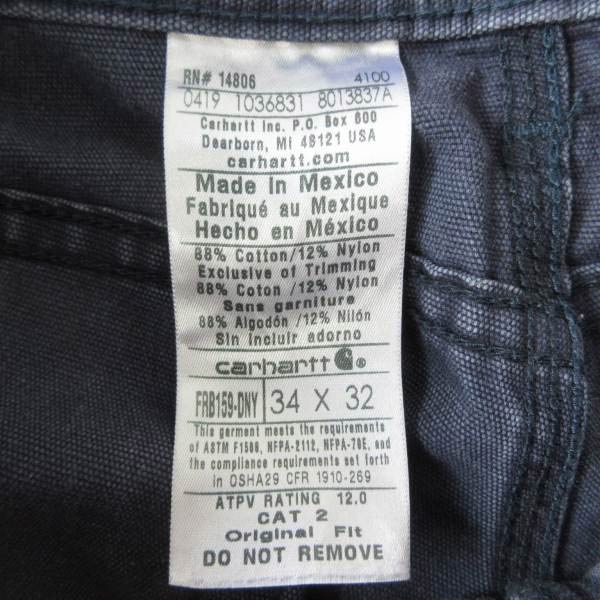 RN# 14806 4100
0419 1036831 8013837A
Carhartt Inc. P.O. Box 600
Dearborn, MI 48121 USA
carhartt.com
Made in Mexico
Fabriqué au Mexique
Hecho en México
88% Cotton/12% Nylon
Exclusive of Trimming
88% Coton /12% Nylon
Sans garniture
88% Algodón /12% Nilón
Sin incluir adorno
carhartt ®
FRB159-DNY 34 X 32
This garment meets the requirements
of ASTM F1506, NFPA-2112, NFPA-70E, and
the compliance requirements set forth
in OSHA29 CFR 1910-269
ATPV RATING 12.0
CAT 2
Original Fit
DO NOT REMOVE